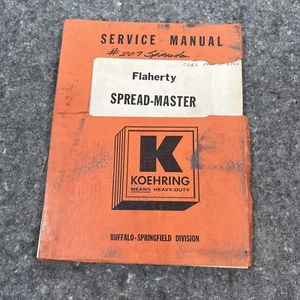 SERVICE MANUAL
#207 Spreader
Flaherty
SPREAD-MASTER
K
KOEHRING
MEANS HEAVY-DUTY
BUFFALO-SPRINGFIELD DIVISION